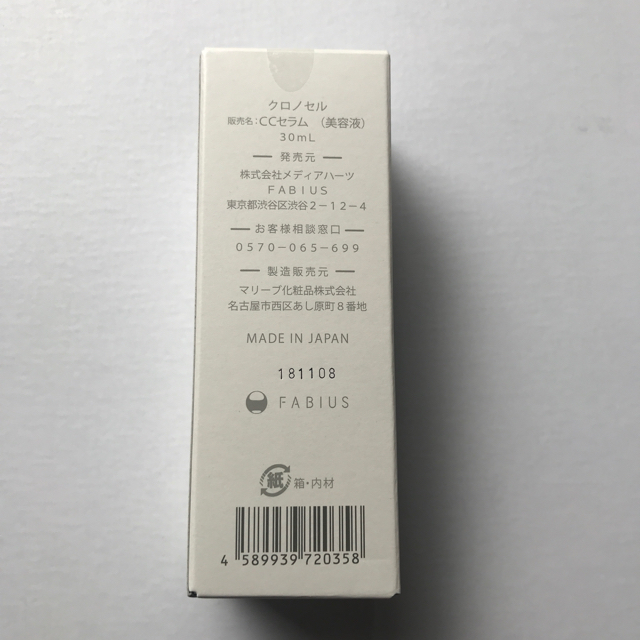 クロノセル
販売名：CCセラム （美容液）
30mL
発売元
株式会社メディアハーツ
FABIUS
東京都渋谷区渋谷2－12－4
お客様相談窓口
0570-065-699
製造販売元
マリーブ化粧品株式会社
名古屋市西区あし原町8番地
MADE IN JAPAN
181108
FABIUS
紙 箱・内材
4 589939 720358